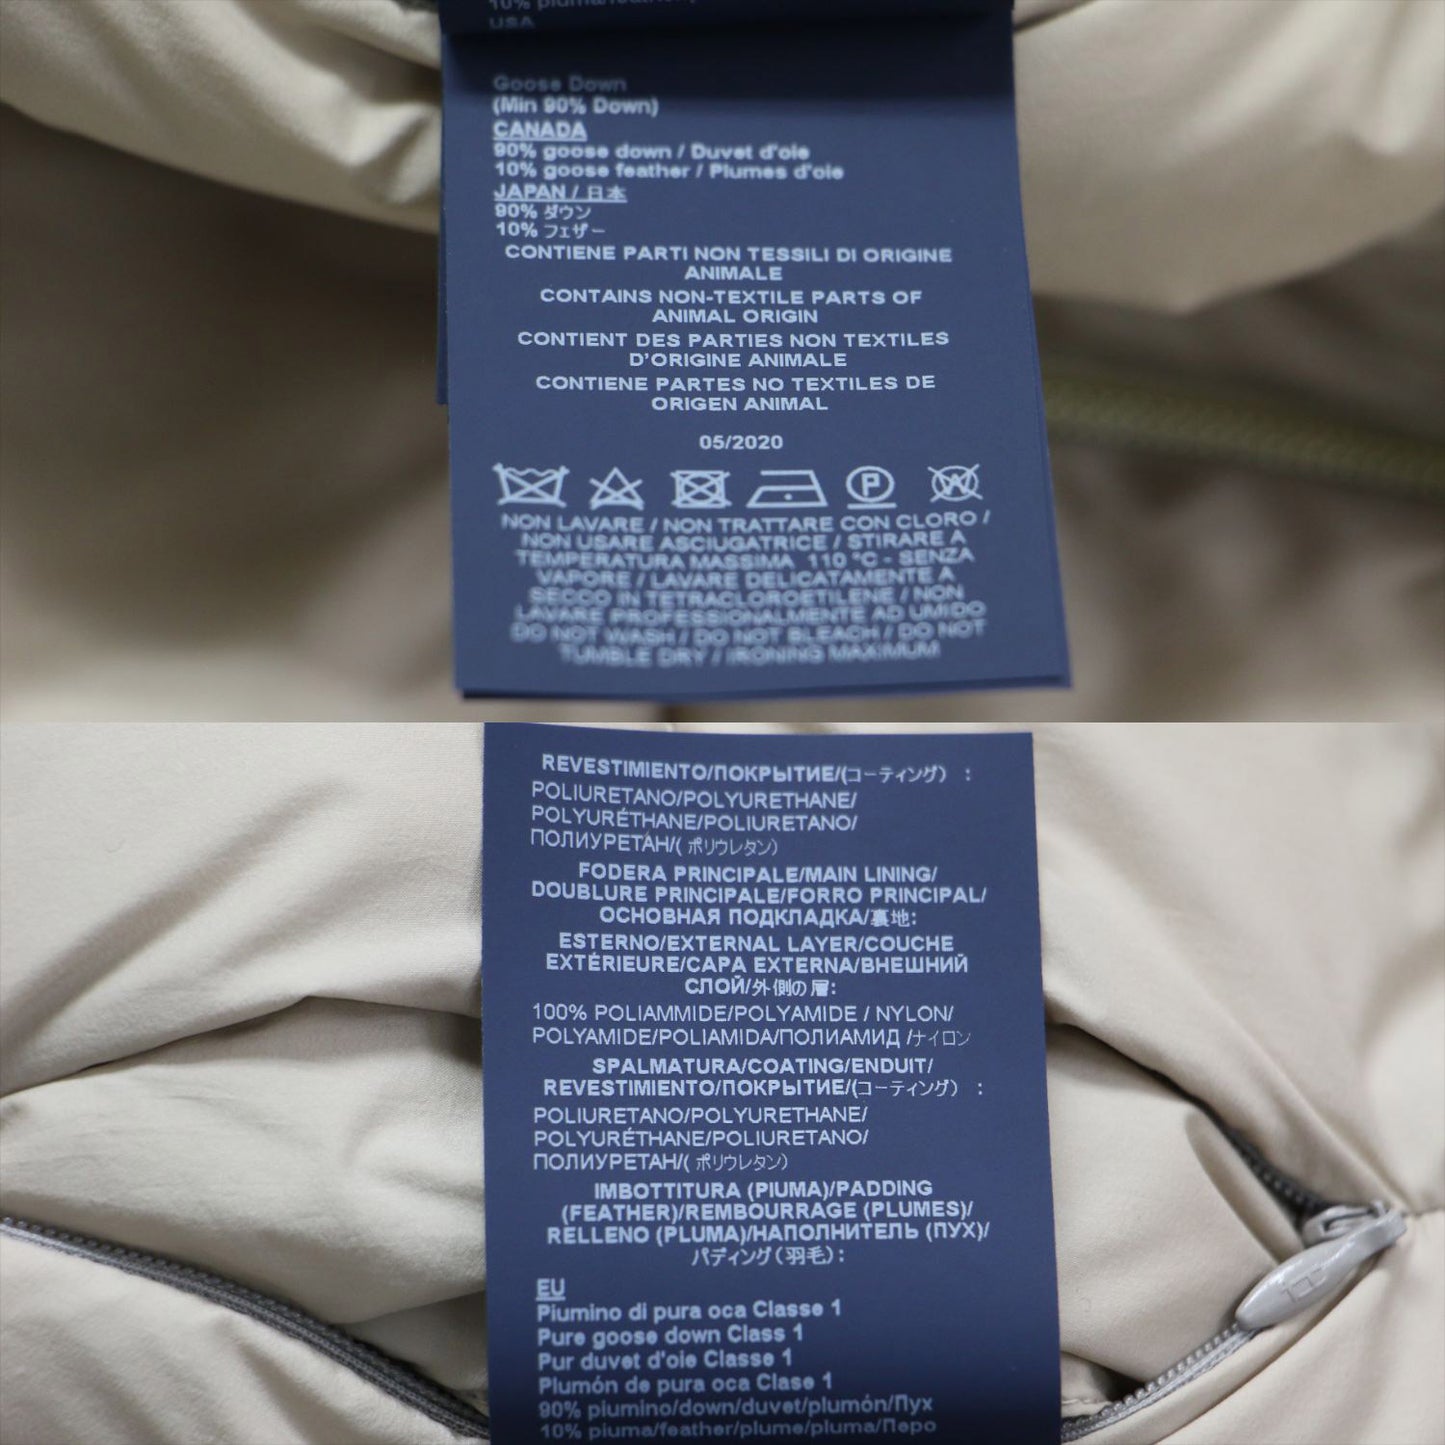 10% piuma/feather/
USA
Goose Down
(Min 90% Down)
CANADA
90% goose down / Duvet d'oie
10% goose feather / Plumes d'oie
JAPAN / 日本
90% ダウン
10% フェザー
CONTIENE PARTI NON TESSILI DI ORIGINE
ANIMALE
CONTAINS NON-TEXTILE PARTS OF
ANIMAL ORIGIN
CONTIENT DES PARTIES NON TEXTILES
D'ORIGINE ANIMALE
CONTIENE PARTES NO TEXTILES DE
ORIGEN ANIMAL
05/2020
P W
NON LAVARE / NON TRATTARE CON CLORO /
NON USARE ASCIUGATRICE / STIRARE A
TEMPERATURA MASSIMA 110 °C - SENZA
VAPORE / LAVARE DELICATAMENTE A
SECCO IN TETRACLOROETILENE / NON
LAVARE PROFESSIONALMENTE AD UMIDO
DO NOT WASH / DO NOT BLEACH / DO NOT
TUMBLE DRY / IRONING MAXIMUM
REVESTIMIENTO/ПОКРЫТИЕ/(コーティング) :
POLIURETANO/POLYURETHANE/
POLYURÉTHANE/POLIURETANO/
ПОЛИУРЕТАН/( ポリウレタン)
FODERA PRINCIPALE/MAIN LINING/
DOUBLURE PRINCIPALE/FORRO PRINCIPAL/
ОСНОВНАЯ ПОДКЛАДКА/裏地:
ESTERNO/EXTERNAL LAYER/COUCHE
EXTÉRIEURE/CAPA EXTERNA/ВНЕШНИЙ
СЛОЙ/外側の層:
100% POLIAMMIDE/POLYAMIDE / NYLON/
POLYAMIDE/POLIAMIDA/ПОЛИАМИД /ナイロン
SPALMATURA/COATING/ENDUIT/
REVESTIMIENTO/ПОКРЫТИЕ/(コーティング) :
POLIURETANO/POLYURETHANE/
POLYURÉTHANE/POLIURETANO/
ПОЛИУРЕТАН/( ポリウレタン)
IMBOTTITURA (PIUMA)/PADDING
(FEATHER)/REMBOURRAGE (PLUMES)/
RELLENO (PLUMA)/НАПОЛНИТЕЛЬ (ПУХ)/
パディング(羽毛):
EU
Piumino di pura oca Classe 1
Pure goose down Class 1
Pur duvet d'oie Classe 1
Plumón de pura oca Clase 1
90% piumino/down/duvet/plumón/Пух
10% piuma/feather/plume/pluma/Перо